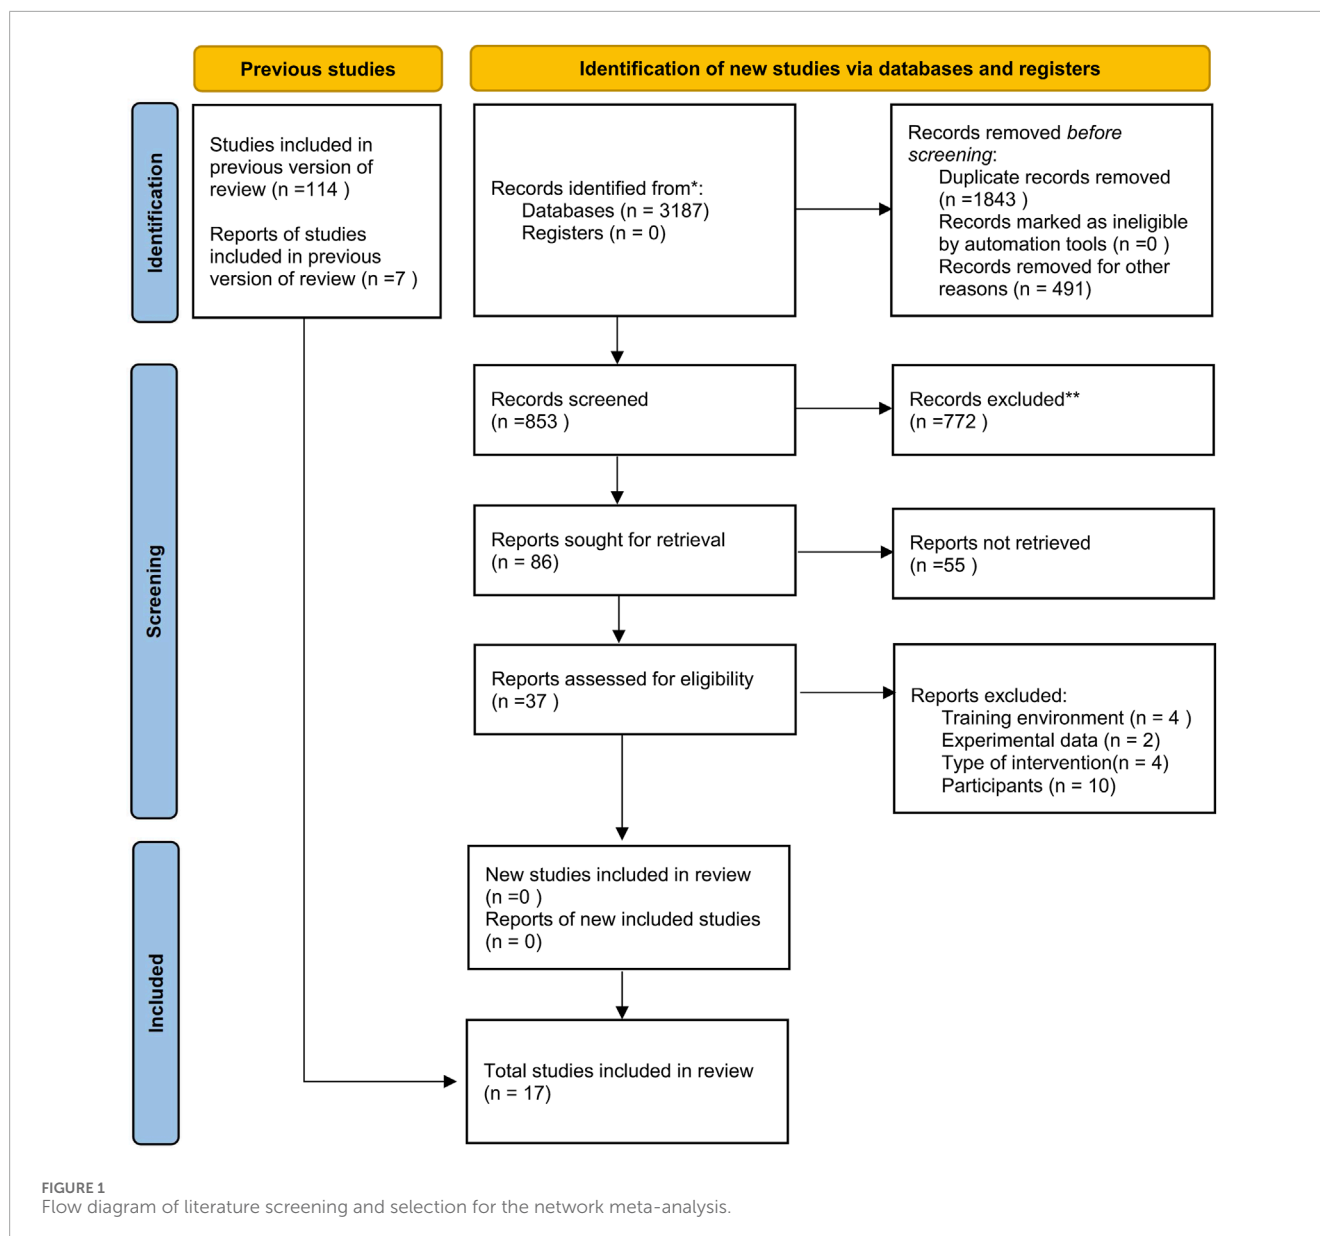 Previous studies
Identification of new studies via databases and registers
Identification
Studies included in
previous version of
review (n =114 )
Reports of studies
included in previous
version of review (n =7 )
Records identified from*:
Databases (n = 3187)
Registers (n = 0)
Records removed before
screening:
Duplicate records removed
(n =1843 )
Records marked as ineligible
by automation tools (n =0 )
Records removed for other
reasons (n = 491)
Screening
Records screened
(n =853 )
Records excluded**
(n =772 )
Reports sought for retrieval
(n = 86)
Reports not retrieved
(n =55 )
Reports assessed for eligibility
(n =37 )
Reports excluded:
Training environment (n = 4 )
Experimental data (n = 2)
Type of intervention(n = 4)
Participants (n = 10)
Included
New studies included in review
(n =0 )
Reports of new included studies
(n = 0)
Total studies included in review
(n = 17)
FIGURE 1
Flow diagram of literature screening and selection for the network meta-analysis.